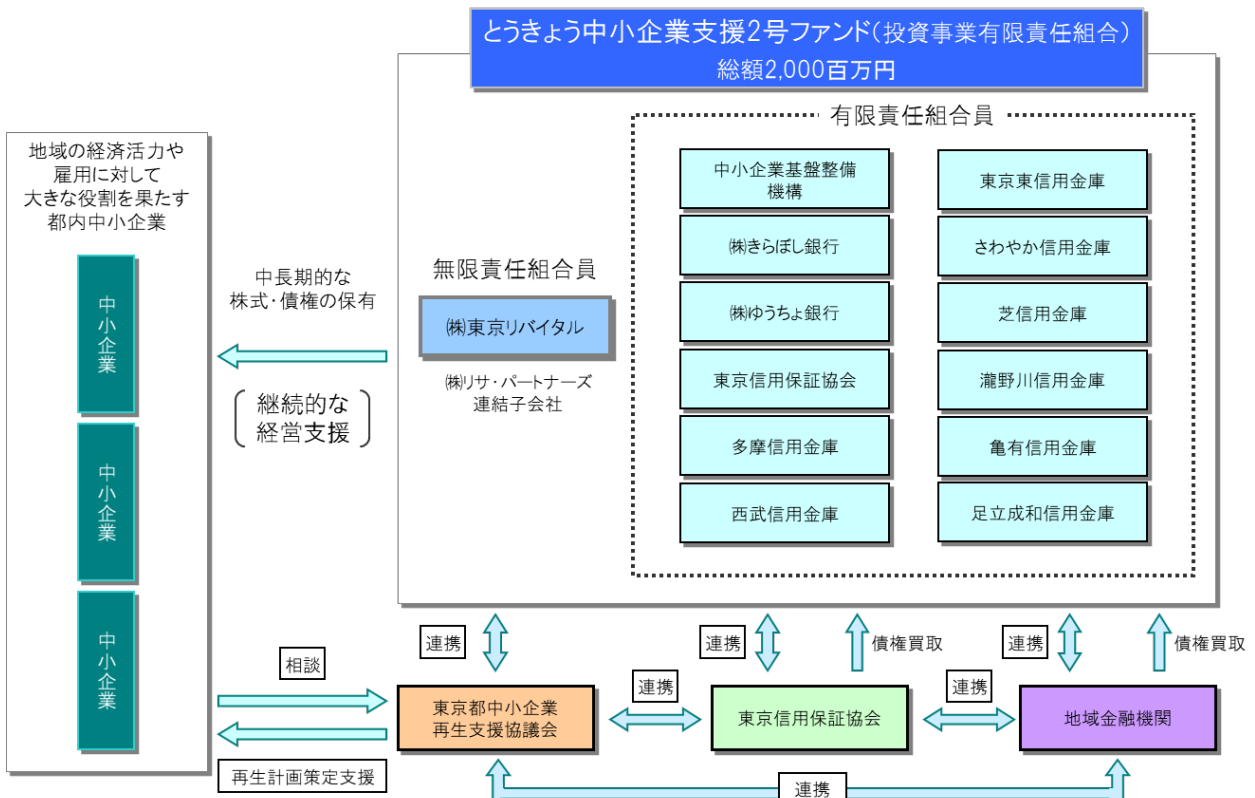 とうきょう中小企業支援2号ファンド(投資事業有限責任組合)
総額2,000百万円
地域の経済活力や
雇用に対して
大きな役割を果たす
都内中小企業
中小企業
中小企業
中小企業
中長期的な
株式・債権の保有
継続的な
経営支援
無限責任組合員
㈱東京リバイタル
㈱リサ・パートナーズ
連結子会社
有限責任組合員
中小企業基盤整備
機構
㈱きらぼし銀行
㈱ゆうちょ銀行
東京信用保証協会
多摩信用金庫
西武信用金庫
東京東信用金庫
さわやか信用金庫
芝信用金庫
瀧野川信用金庫
亀有信用金庫
足立成和信用金庫
連携
連携
債権買取
連携
債権買取
相談
再生計画策定支援
東京都中小企業
再生支援協議会
連携
東京信用保証協会
連携
地域金融機関
連携